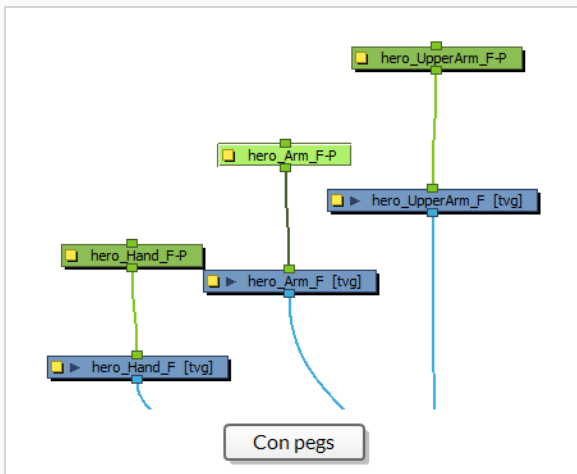 hero_UpperArm_F-P
hero_Arm_F-P
hero_UpperArm_F [tvg]
hero_Hand_F-P
hero_Arm_F [tvg]
hero_Hand_F [tvg]
Con pegs